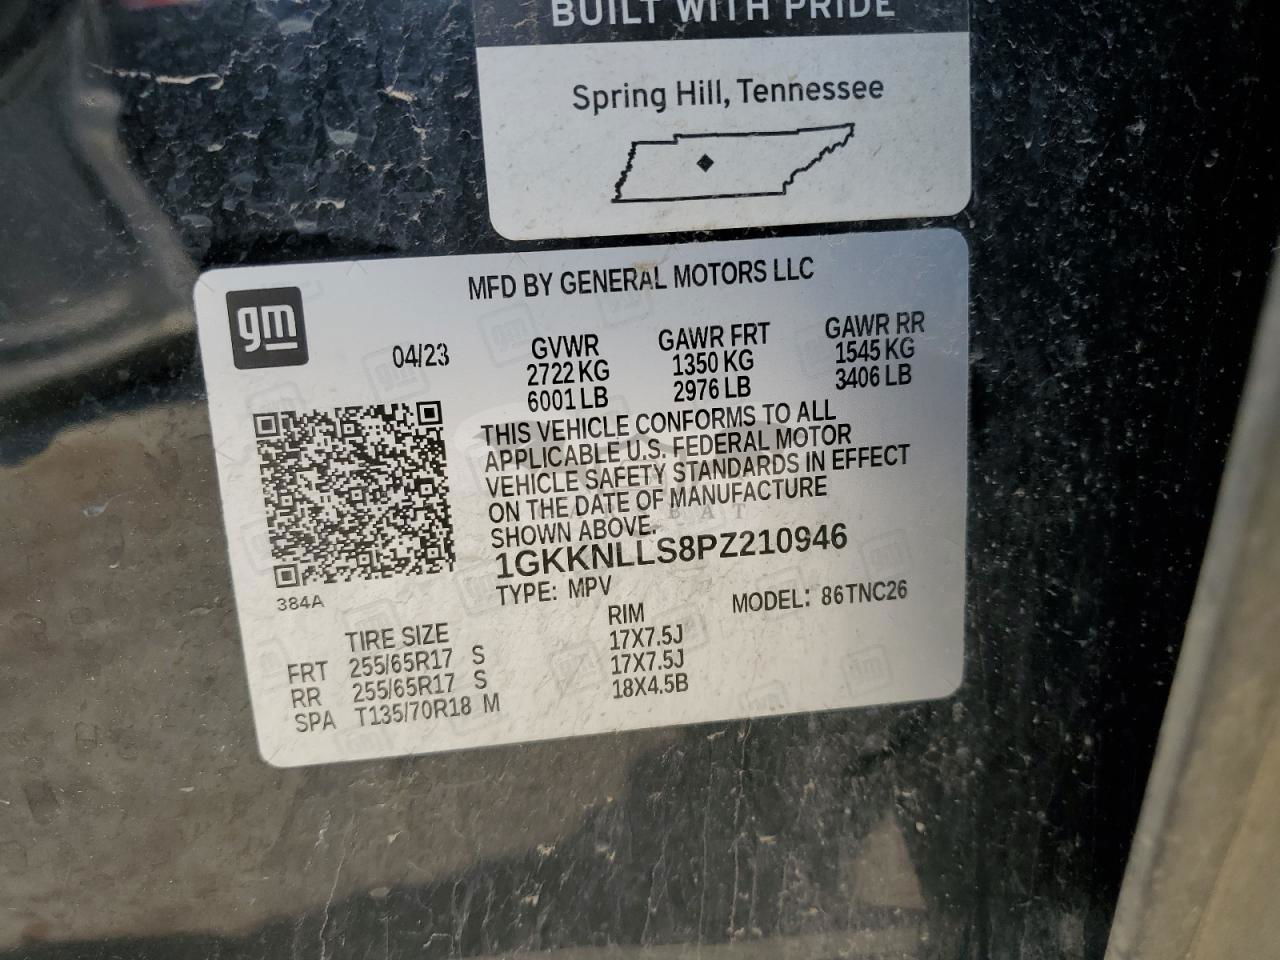 BUILT WITH PRIDE
Spring Hill, Tennessee
MFD BY GENERAL MOTORS LLC
gm
04/23
GVWR GAWR FRT GAWR RR
2722 KG 1350 KG 1545 KG
6001 LB 2976 LB 3406 LB
THIS VEHICLE CONFORMS TO ALL
APPLICABLE U.S. FEDERAL MOTOR
VEHICLE SAFETY STANDARDS IN EFFECT
ON THE DATE OF MANUFACTURE
SHOWN ABOVE.
1GKKNLLS8PZ210946
TYPE: MPV MODEL: 86TNC26
384A
TIRE SIZE RIM
FRT 255/65R17 S 17X7.5J
RR 255/65R17 S 17X7.5J
SPA T135/70R18 M 18X4.5B